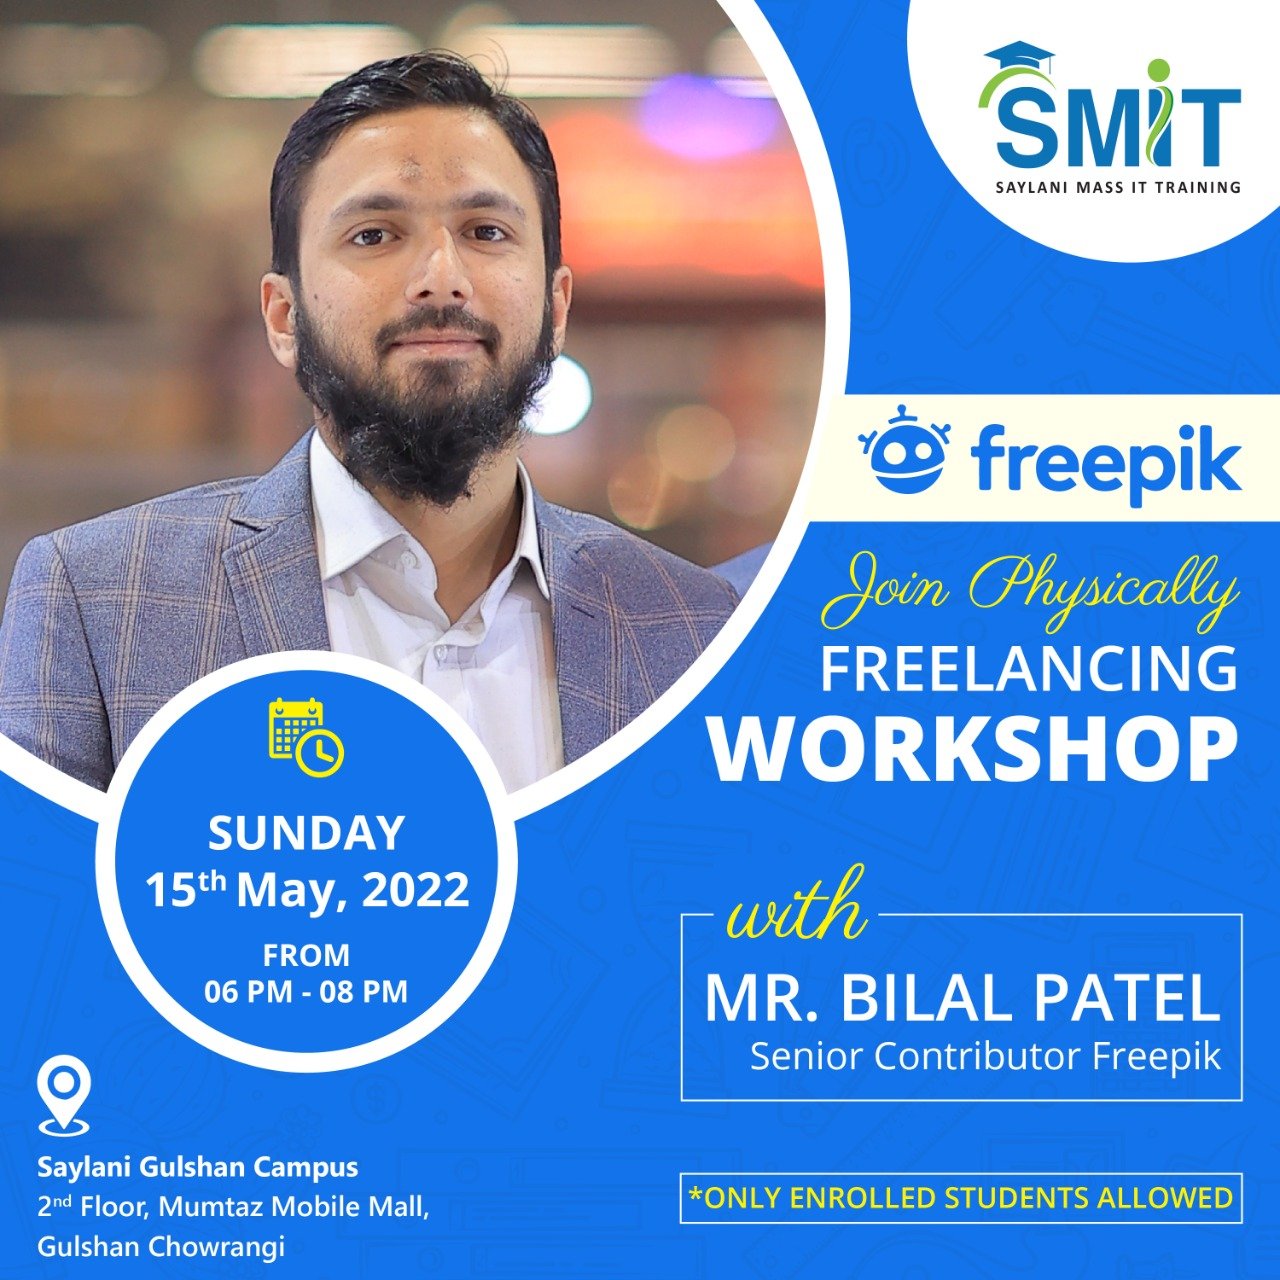 SMiT
SAYLANI MASS IT TRAINING
freepik
Join Physically
FREELANCING
WORKSHOP
with
MR. BILAL PATEL
Senior Contributor Freepik
SUNDAY
15th May, 2022
FROM
06 PM - 08 PM
Saylani Gulshan Campus
2nd Floor, Mumtaz Mobile Mall,
Gulshan Chowrangi
*ONLY ENROLLED STUDENTS ALLOWED